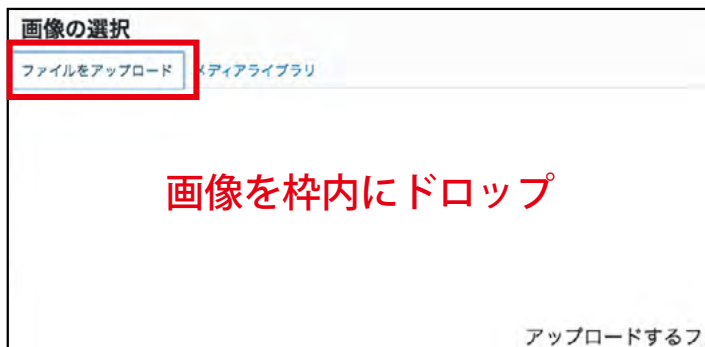 画像の選択
ファイルをアップロード メディアライブラリ
画像を枠内にドロップ
アップロードするフ